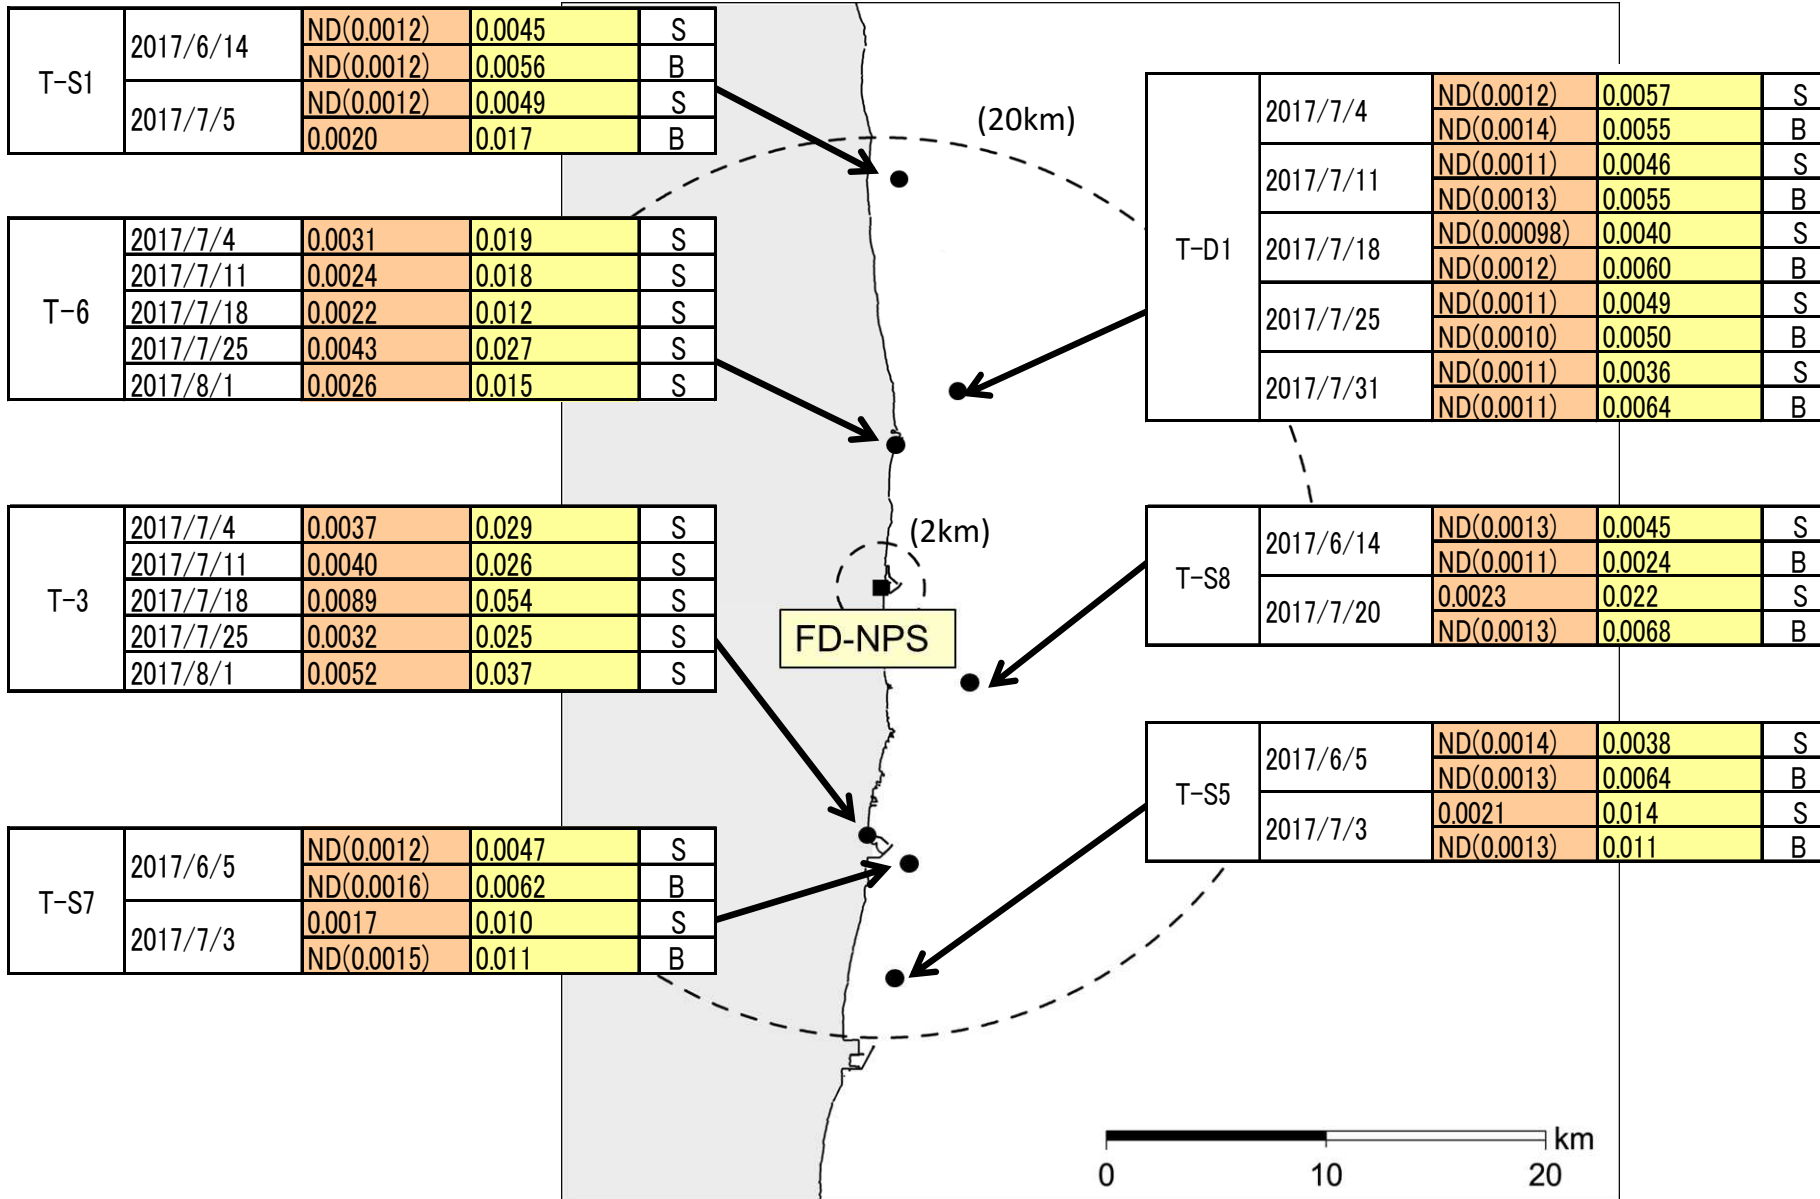 T-S1
2017/6/14 ND(0.0012) 0.0045 S
ND(0.0012) 0.0056 B
2017/7/5 ND(0.0012) 0.0049 S
0.0020 0.017 B
(20km)
T-D1
2017/7/4 ND(0.0012) 0.0057 S
ND(0.0014) 0.0055 B
2017/7/11 ND(0.0011) 0.0046 S
ND(0.0013) 0.0055 B
2017/7/18 ND(0.00098) 0.0040 S
ND(0.0012) 0.0060 B
2017/7/25 ND(0.0011) 0.0049 S
ND(0.0010) 0.0050 B
2017/7/31 ND(0.0011) 0.0036 S
ND(0.0011) 0.0064 B
T-6
2017/7/4 0.0031 0.019 S
2017/7/11 0.0024 0.018 S
2017/7/18 0.0022 0.012 S
2017/7/25 0.0043 0.027 S
2017/8/1 0.0026 0.015 S
T-3
2017/7/4 0.0037 0.029 S
2017/7/11 0.0040 0.026 S
2017/7/18 0.0089 0.054 S
2017/7/25 0.0032 0.025 S
2017/8/1 0.0052 0.037 S
(2km)
FD-NPS
T-S8
2017/6/14 ND(0.0013) 0.0045 S
ND(0.0011) 0.0024 B
2017/7/20 0.0023 0.022 S
ND(0.0013) 0.0068 B
T-S5
2017/6/5 ND(0.0014) 0.0038 S
ND(0.0013) 0.0064 B
2017/7/3 0.0021 0.014 S
ND(0.0013) 0.011 B
T-S7
2017/6/5 ND(0.0012) 0.0047 S
ND(0.0016) 0.0062 B
2017/7/3 0.0017 0.010 S
ND(0.0015) 0.011 B
km
0 10 20